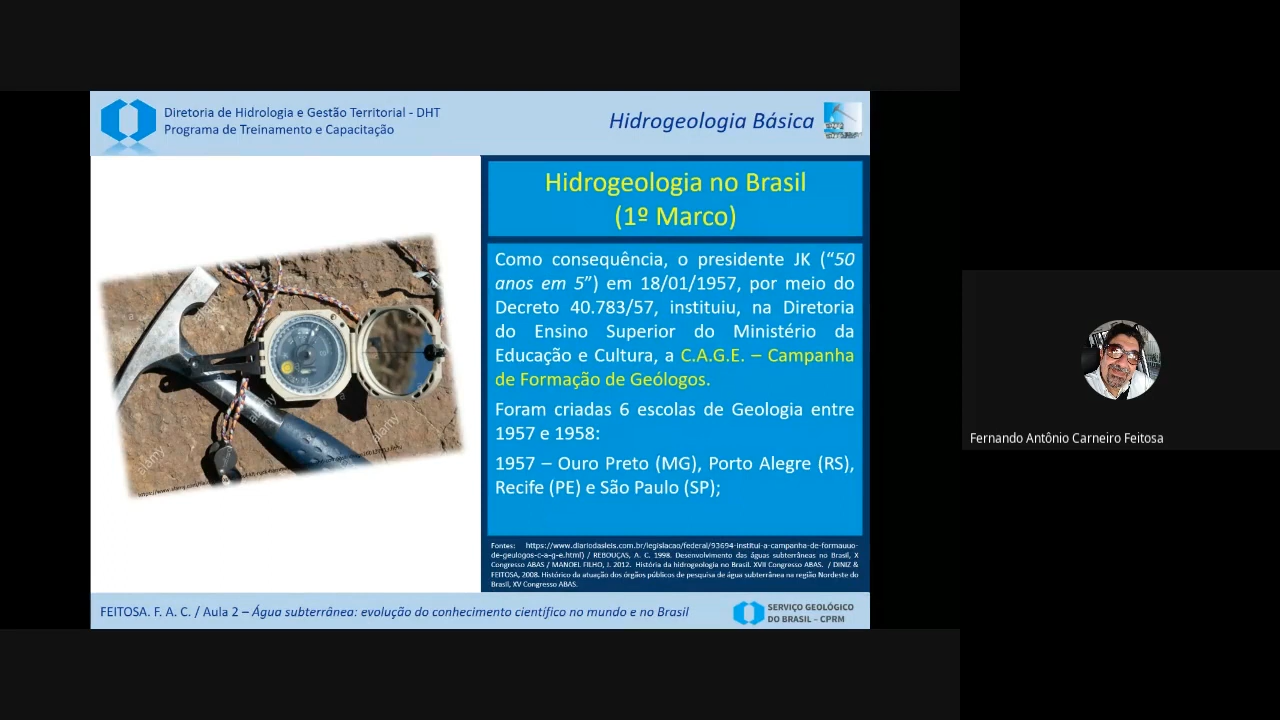 Diretoria de Hidrologia e Gestão Territorial - DHT
Programa de Treinamento e Capacitação
Hidrogeologia Básica
Hidrogeologia no Brasil
(1º Marco)
Como consequência, o presidente JK (“50
anos em 5”) em 18/01/1957, por meio do
Decreto 40.783/57, instituiu, na Diretoria
do Ensino Superior do Ministério da
Educação e Cultura, a C.A.G.E. – Campanha
de Formação de Geólogos.
Foram criadas 6 escolas de Geologia entre
1957 e 1958:
1957 – Ouro Preto (MG), Porto Alegre (RS),
Recife (PE) e São Paulo (SP);
alamy
alamy
Fontes: https://www.diariodasleis.com.br/legislacao/federal/93694-institui-a-campanha-de-formauuo-
de-geulogos-c-a-g-e.html) / REBOUÇAS, A. C. 1998. Desenvolvimento das águas subterrâneas no Brasil, X
Congresso ABAS / MANOEL FILHO, J. 2012. História da hidrogeologia no Brasil. XVII Congresso ABAS. / DINIZ &
FEITOSA, 2008. Histórico da atuação dos órgãos públicos de pesquisa de água subterrânea na região Nordeste do
Brasil, XV Congresso ABAS.
FEITOSA. F. A. C. / Aula 2 – Água subterrânea: evolução do conhecimento científico no mundo e no Brasil
SERVIÇO GEOLÓGICO
DO BRASIL – CPRM
Fernando Antônio Carneiro Feitosa